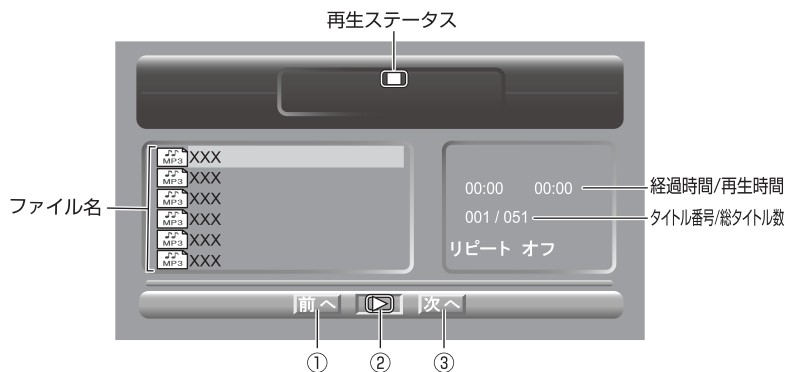 再生ステータス
MP3 XXX
MP3 XXX
MP3 XXX
MP3 XXX
MP3 XXX
MP3 XXX
ファイル名
00:00 00:00
経過時間/再生時間
001 / 051
タイトル番号/総タイトル数
リピート オフ
前へ
次へ
① ② ③